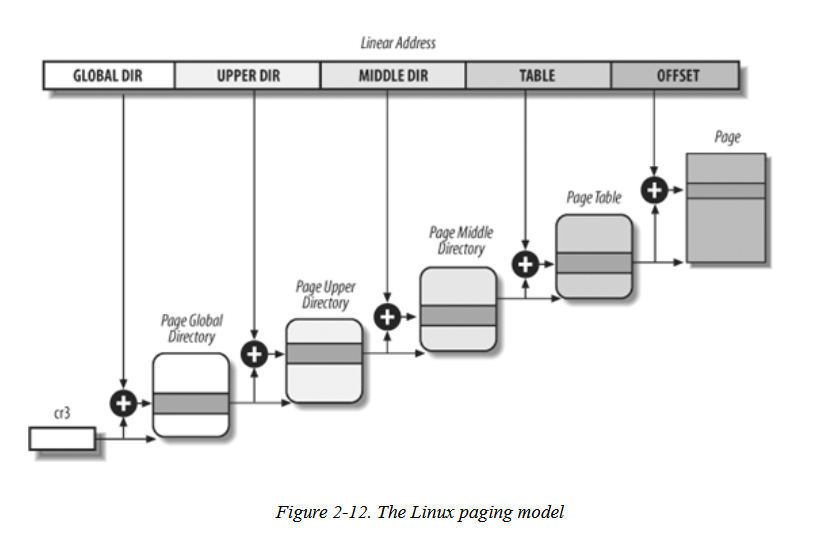 Linear Address
GLOBAL DIR
UPPER DIR
MIDDLE DIR
TABLE
OFFSET
Page
Page Table
Page Middle
Directory
Page Upper
Directory
Page Global
Directory
cr3
Figure 2-12. The Linux paging model